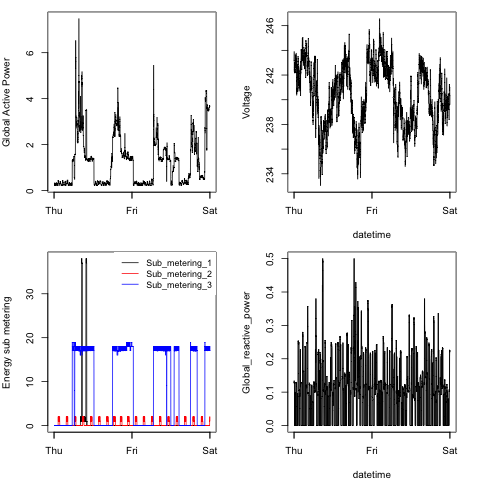 Global Active Power
6
4
2
0
Thu Fri Sat
Voltage
246
242
238
234
Thu Fri Sat
datetime
Energy sub metering
30
20
10
0
Thu Fri Sat
Sub_metering_1
Sub_metering_2
Sub_metering_3
Global_reactive_power
0.5
0.4
0.3
0.2
0.1
0.0
Thu Fri Sat
datetime